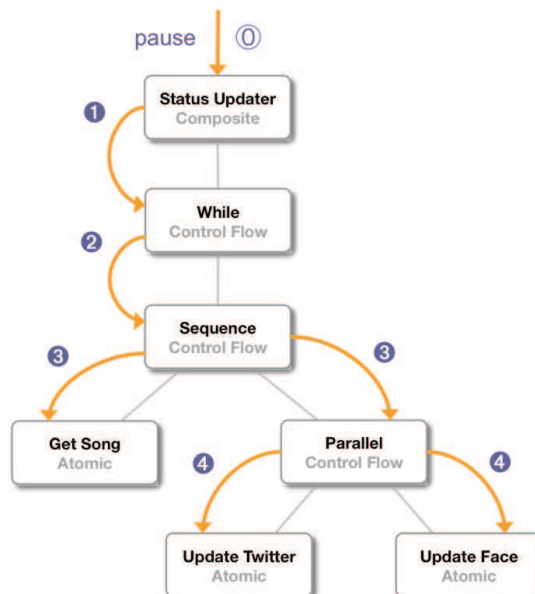 pause
0
Status Updater
Composite
1
While
Control Flow
2
Sequence
Control Flow
3
3
Get Song
Atomic
Parallel
Control Flow
4
4
Update Twitter
Atomic
Update Face
Atomic